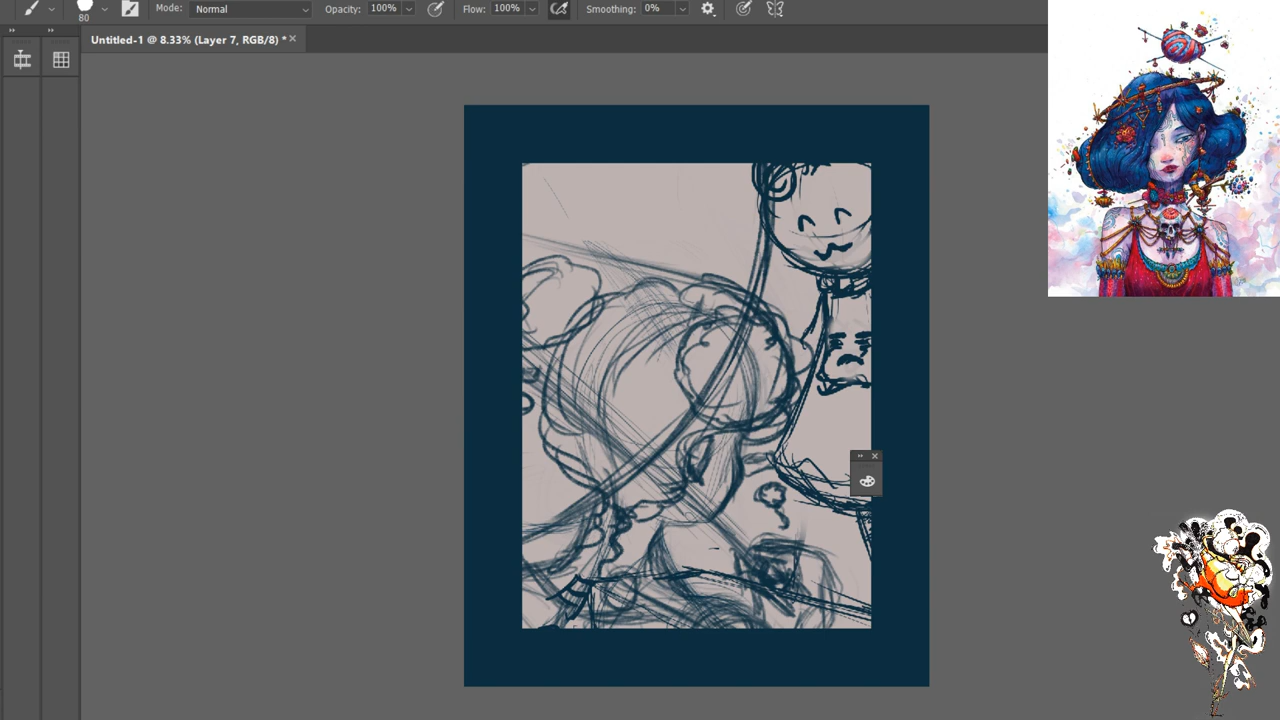 Mode: Normal Opacity: 100% Flow: 100% Smoothing: 0%
80
Untitled-1 @ 8.33% (Layer 7, RGB/8) *